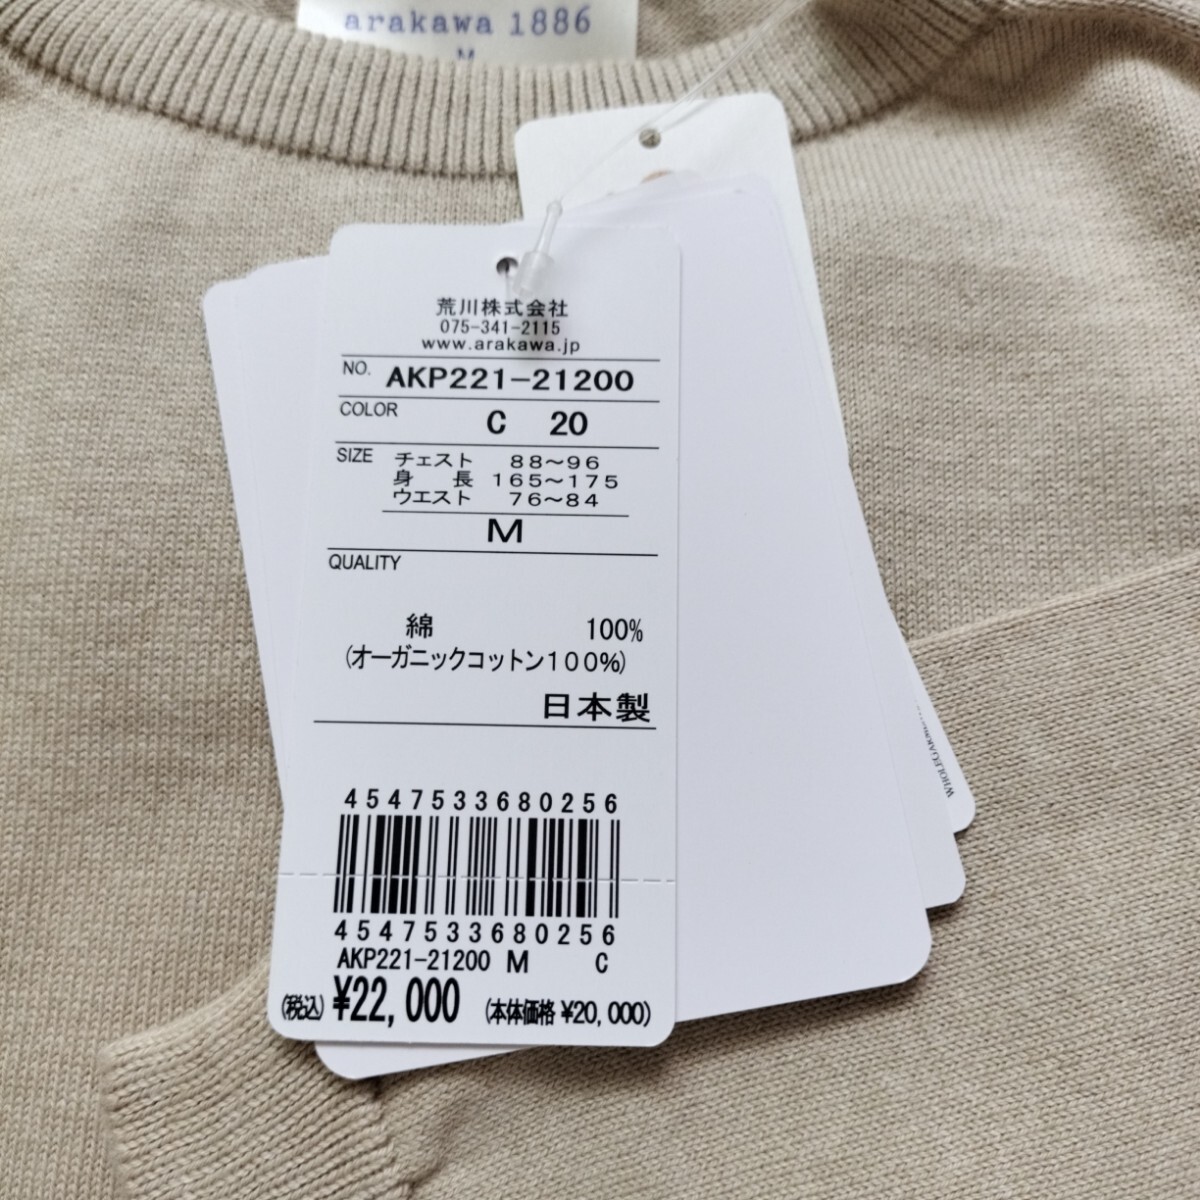 arakawa 1886
M
荒川株式会社
075-341-2115
www.arakawa.jp
NO. AKP221-21200
COLOR C 20
SIZE チェスト 88～96
身 長 165～175
ウエスト 76～84
M
QUALITY
綿 100%
(オーガニックコットン100%)
日本製
4547533680256
4547533680256
AKP221-21200 M C
(税込) ¥22,000 (本体価格 ¥20,000)